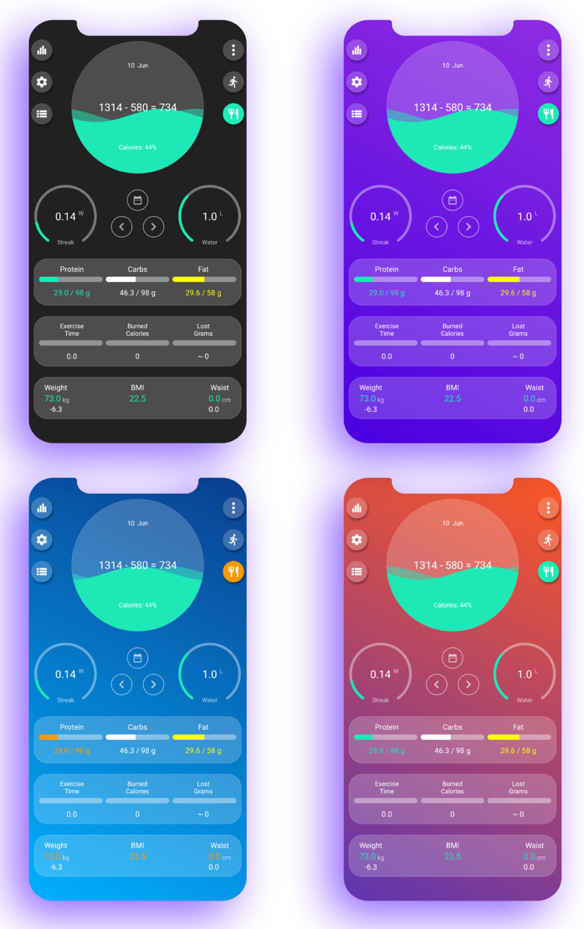 10 Jun
1314 - 580 = 734
Calories: 44%
0.14 W
Streak
1.0 L
Water
Protein Carbs Fat
29.0 / 98 g 46.3 / 98 g 29.6 / 58 g
Exercise Time Burned Calories Lost Grams
0.0 0 ~ 0
Weight BMI Waist
73.0 kg 22.5 0.0 cm
-6.3 0.0
10 Jun
1314 - 580 = 734
Calories: 44%
0.14 W
Streak
1.0 L
Water
Protein Carbs Fat
29.0 / 98 g 46.3 / 98 g 29.6 / 58 g
Exercise Time Burned Calories Lost Grams
0.0 0 ~ 0
Weight BMI Waist
73.0 kg 22.5 0.0 cm
-6.3 0.0
10 Jun
1314 - 580 = 734
Calories: 44%
0.14 W
Streak
1.0 L
Water
Protein Carbs Fat
29.0 / 98 g 46.3 / 98 g 29.6 / 58 g
Exercise Time Burned Calories Lost Grams
0.0 0 ~ 0
Weight BMI Waist
73.0 kg 22.5 0.0 cm
-6.3 0.0
10 Jun
1314 - 580 = 734
Calories: 44%
0.14 W
Streak
1.0 L
Water
Protein Carbs Fat
29.0 / 98 g 46.3 / 98 g 29.6 / 58 g
Exercise Time Burned Calories Lost Grams
0.0 0 ~ 0
Weight BMI Waist
73.0 kg 22.5 0.0 cm
-6.3 0.0